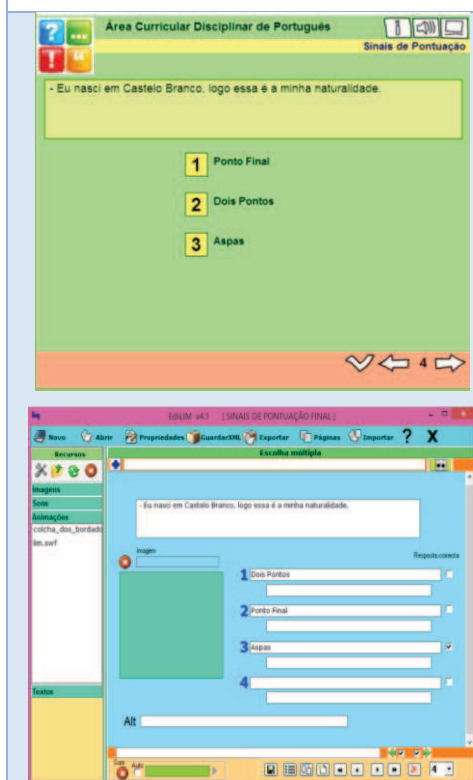 ? ...
! "
Área Curricular Disciplinar de Português
Sinais de Pontuação
- Eu nasci em Castelo Branco, logo essa é a minha naturalidade.
1 Ponto Final
2 Dois Pontos
3 Aspas
4
EdiLIM v4.1 [ SINAIS DE PONTUAÇÃO FINAL ]
Novo Abrir Propriedades GuardarXML Exportar Páginas Importar ? X
Recursos
Escolha múltipla
Imagens
Sons
Animações
colcha_dos_bordado
lim.swf
Textos
- Eu nasci em Castelo Branco, logo essa é a minha naturalidade.
Imagem
Resposta correcta
1 Dois Pontos
2 Ponto Final
3 Aspas
4
Alt
Som Auto
4